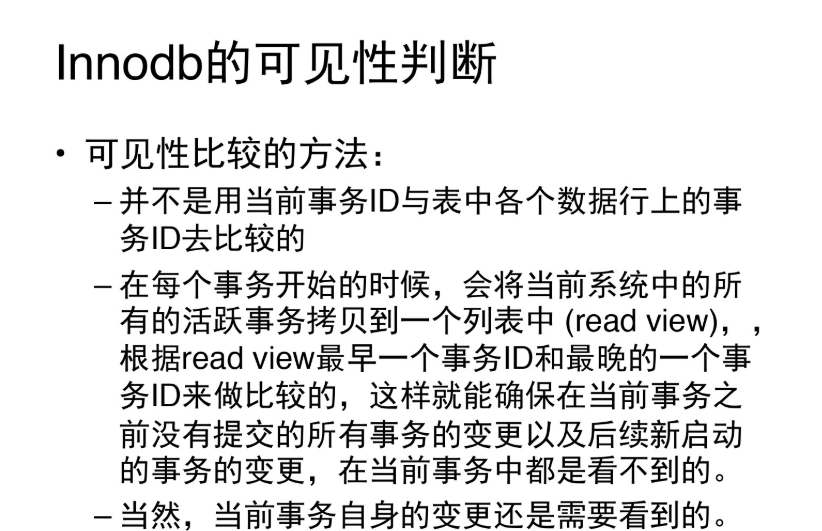 Innodb的可见性判断
• 可见性比较的方法：
– 并不是用当前事务ID与表中各个数据行上的事
务ID去比较的
– 在每个事务开始的时候，会将当前系统中的所
有的活跃事务拷贝到一个列表中 (read view)，,
根据read view最早一个事务ID和最晚的一个事
务ID来做比较的，这样就能确保在当前事务之
前没有提交的所有事务的变更以及后续新启动
的事务的变更，在当前事务中都是看不到的。
– 当然，当前事务自身的变更还是需要看到的。